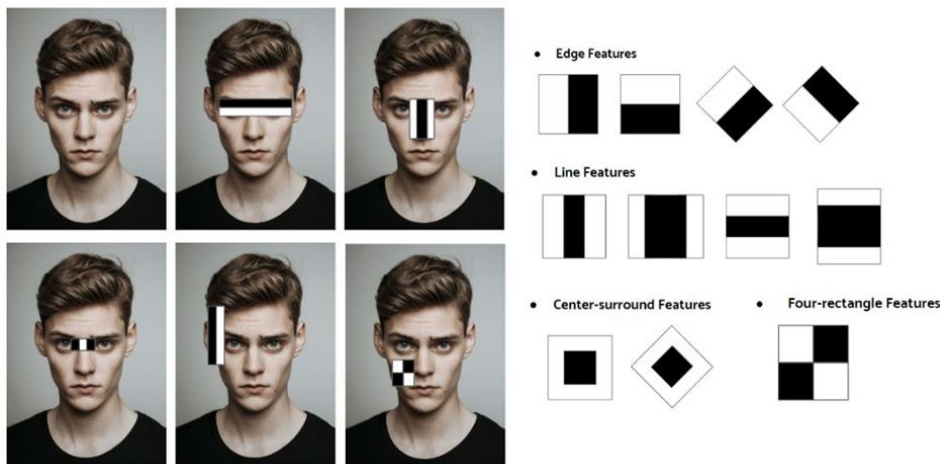 Edge Features
Line Features
Center-surround Features
Four-rectangle Features